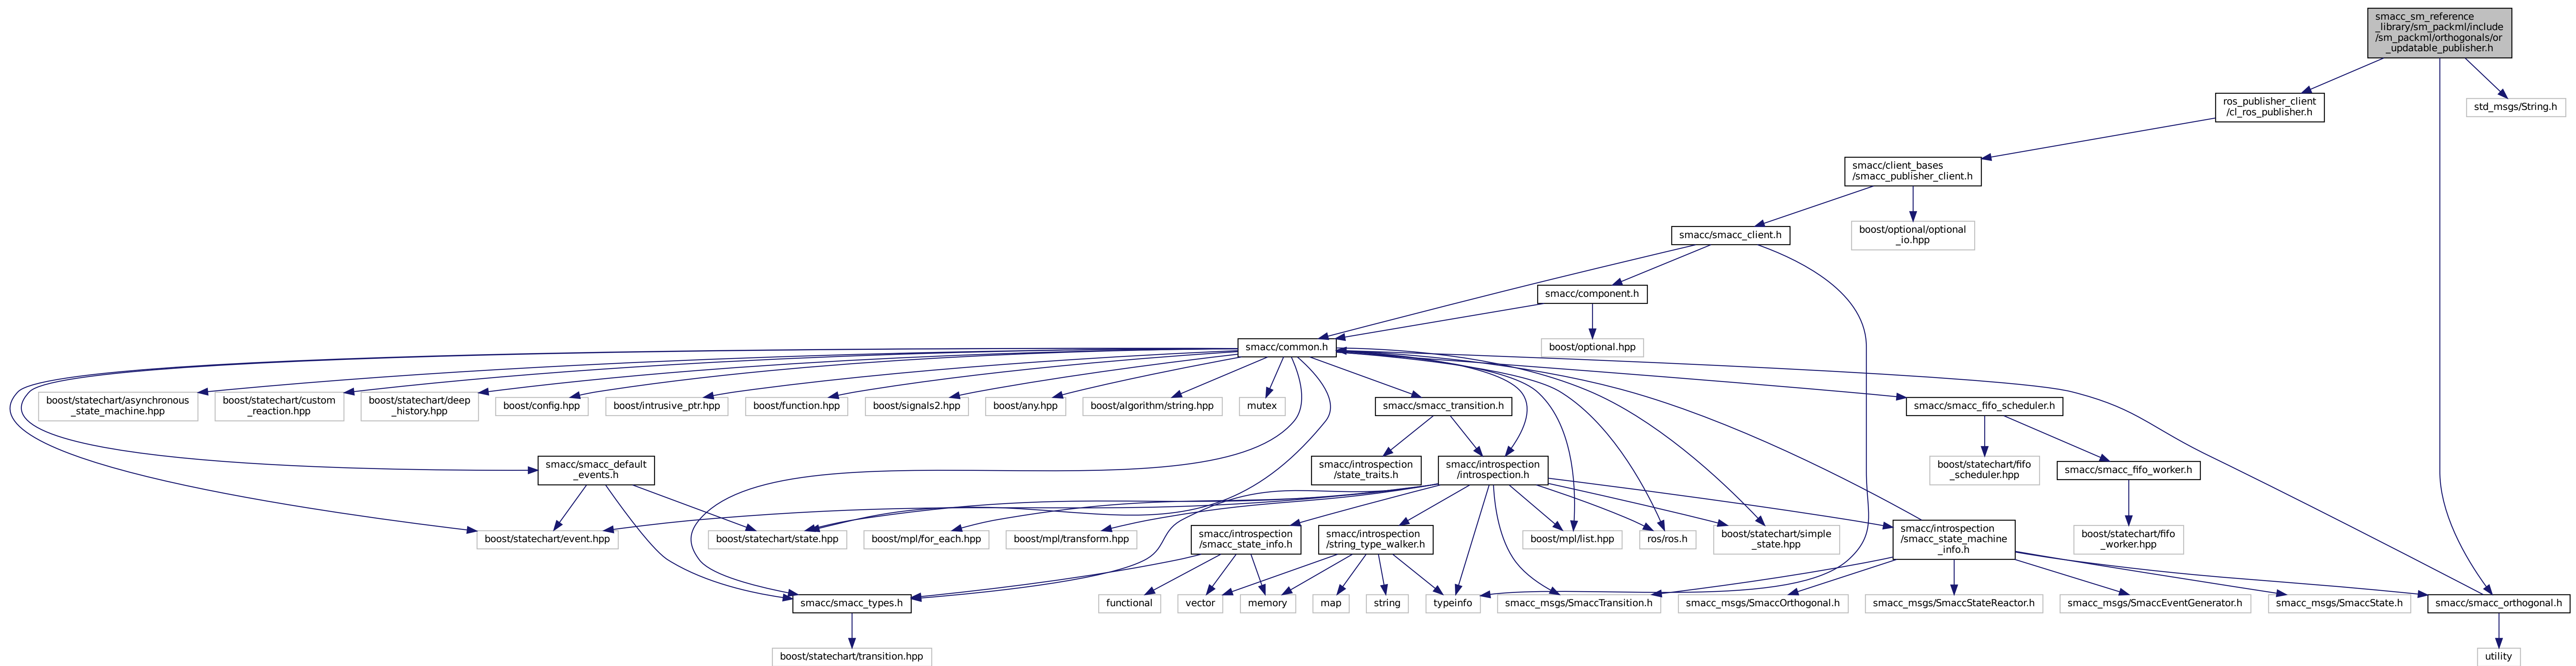 smacc_sm_reference
_library/sm_packml/include
/sm_packml/orthogonals/or
_updatable_publisher.h
ros_publisher_client
/cl_ros_publisher.h
std_msgs/String.h
smacc/client_bases
/smacc_publisher_client.h
smacc/smacc_client.h
boost/optional/optional
_io.hpp
smacc/component.h
smacc/common.h
boost/optional.hpp
boost/statechart/asynchronous
_state_machine.hpp
boost/statechart/custom
_reaction.hpp
boost/statechart/deep
_history.hpp
boost/config.hpp
boost/intrusive_ptr.hpp
boost/function.hpp
boost/signals2.hpp
boost/any.hpp
boost/algorithm/string.hpp
mutex
smacc/smacc_transition.h
smacc/smacc_fifo_scheduler.h
smacc/smacc_default
_events.h
smacc/introspection
/state_traits.h
smacc/introspection
/introspection.h
boost/statechart/fifo
_scheduler.hpp
smacc/smacc_fifo_worker.h
boost/statechart/event.hpp
boost/statechart/state.hpp
boost/mpl/for_each.hpp
boost/mpl/transform.hpp
smacc/introspection
/smacc_state_info.h
smacc/introspection
/string_type_walker.h
boost/mpl/list.hpp
ros/ros.h
boost/statechart/simple
_state.hpp
smacc/introspection
/smacc_state_machine
_info.h
boost/statechart/fifo
_worker.hpp
smacc/smacc_types.h
functional
vector
memory
map
string
typeinfo
smacc_msgs/SmaccTransition.h
smacc_msgs/SmaccOrthogonal.h
smacc_msgs/SmaccStateReactor.h
smacc_msgs/SmaccEventGenerator.h
smacc_msgs/SmaccState.h
smacc/smacc_orthogonal.h
boost/statechart/transition.hpp
utility